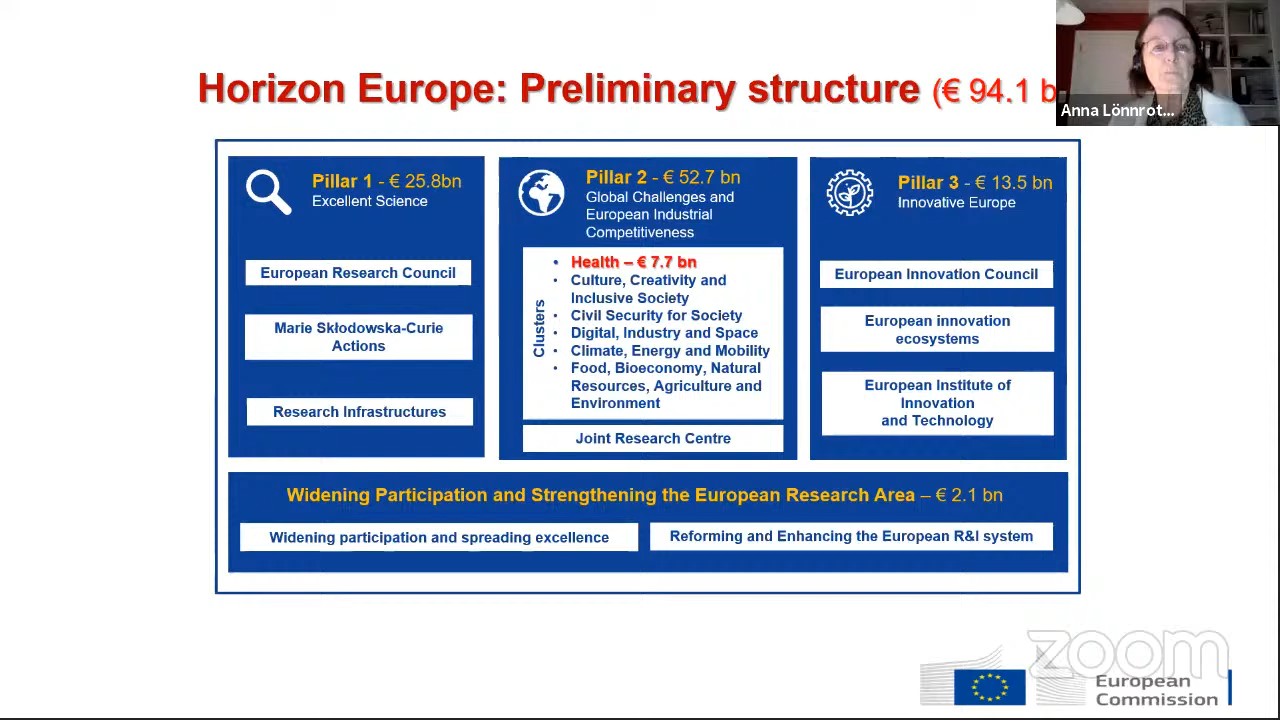 Horizon Europe: Preliminary structure (€ 94.1 b
Anna Lönnrot...
Pillar 1 - € 25.8bn
Excellent Science
European Research Council
Marie Skłodowska-Curie
Actions
Research Infrastructures
Pillar 2 - € 52.7 bn
Global Challenges and
European Industrial
Competitiveness
Clusters
• Health – € 7.7 bn
• Culture, Creativity and
Inclusive Society
• Civil Security for Society
• Digital, Industry and Space
• Climate, Energy and Mobility
• Food, Bioeconomy, Natural
Resources, Agriculture and
Environment
Joint Research Centre
Pillar 3 - € 13.5 bn
Innovative Europe
European Innovation Council
European innovation
ecosystems
European Institute of
Innovation
and Technology
Widening Participation and Strengthening the European Research Area – € 2.1 bn
Widening participation and spreading excellence
Reforming and Enhancing the European R&I system
zoom
European
Commission